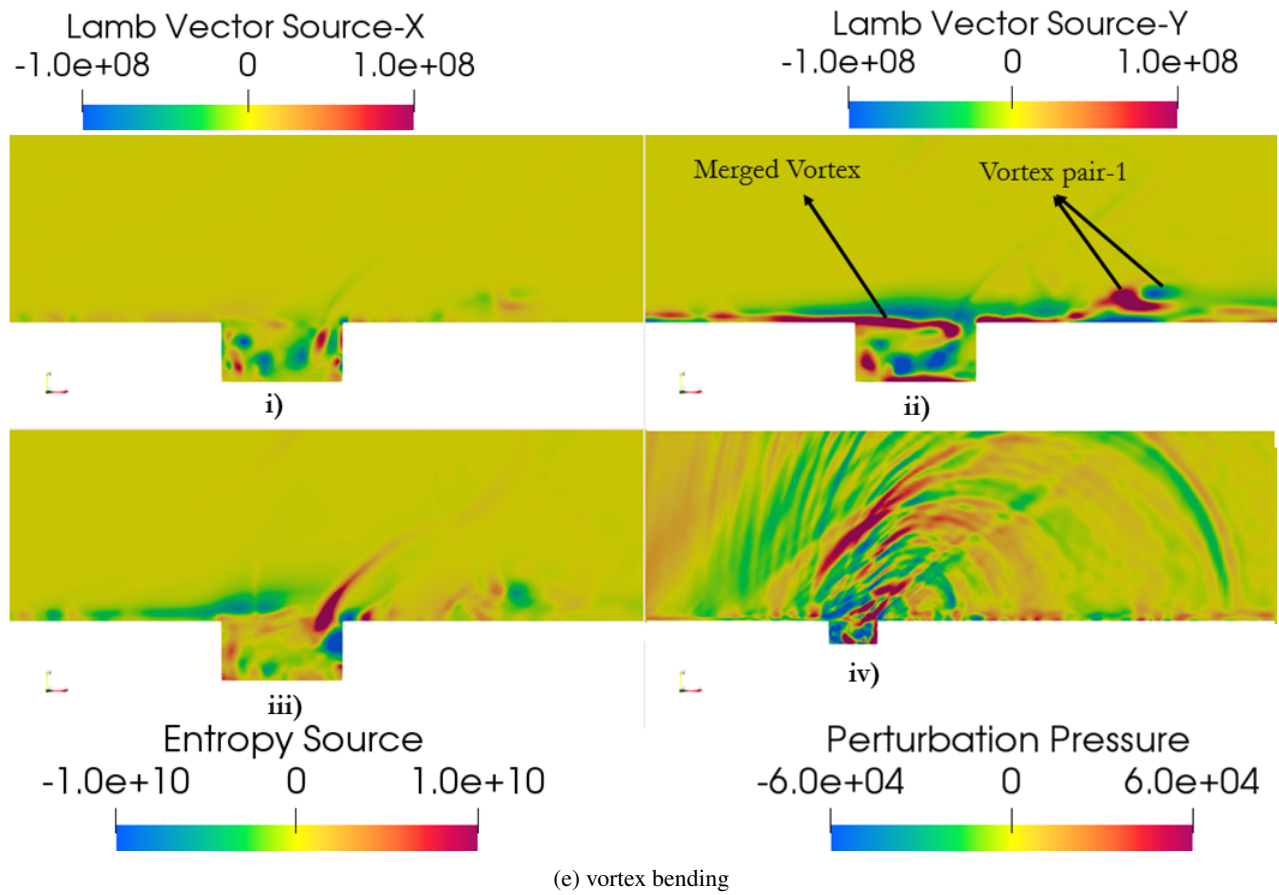 Lamb Vector Source-X
-1.0e+08 0 1.0e+08
Lamb Vector Source-Y
-1.0e+08 0 1.0e+08
Merged Vortex
Vortex pair-1
i)
ii)
iii)
iv)
Entropy Source
-1.0e+10 0 1.0e+10
Perturbation Pressure
-6.0e+04 0 6.0e+04
(e) vortex bending